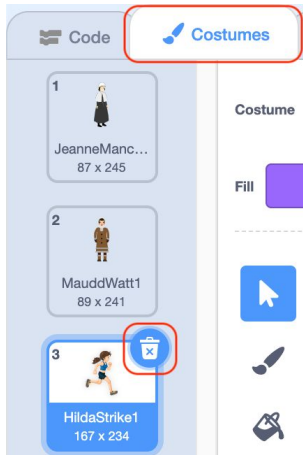 Code
Costumes
1
JeanneManc...
87 x 245
2
MauddWatt1
89 x 241
3
HildaStrike1
167 x 234
Costume
Fill